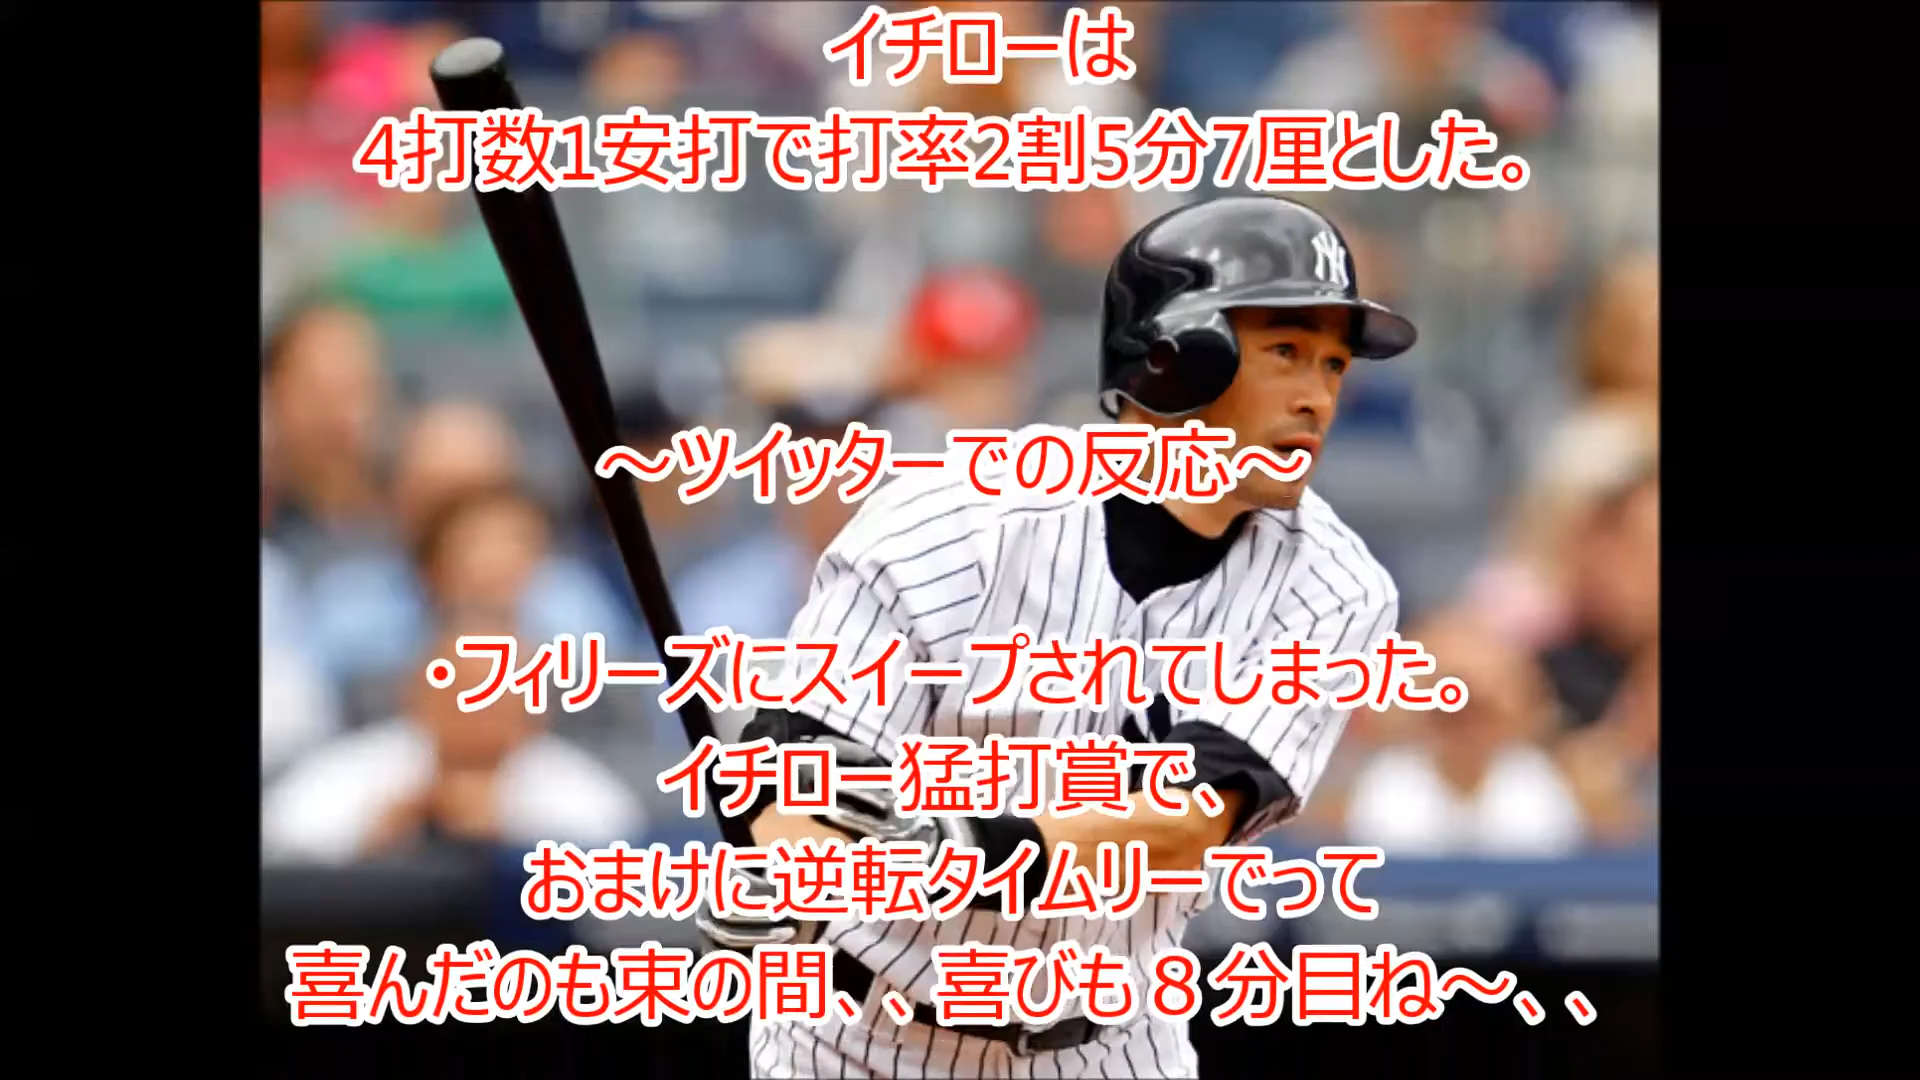 イチローは
4打数1安打で打率2割5分7厘とした。
～ツイッターでの反応～
・フィリーズにスイープされてしまった。
イチロー猛打賞で、
おまけに逆転タイムリーでって
喜んだのも束の間、、喜びも８分目ね～、、
NY